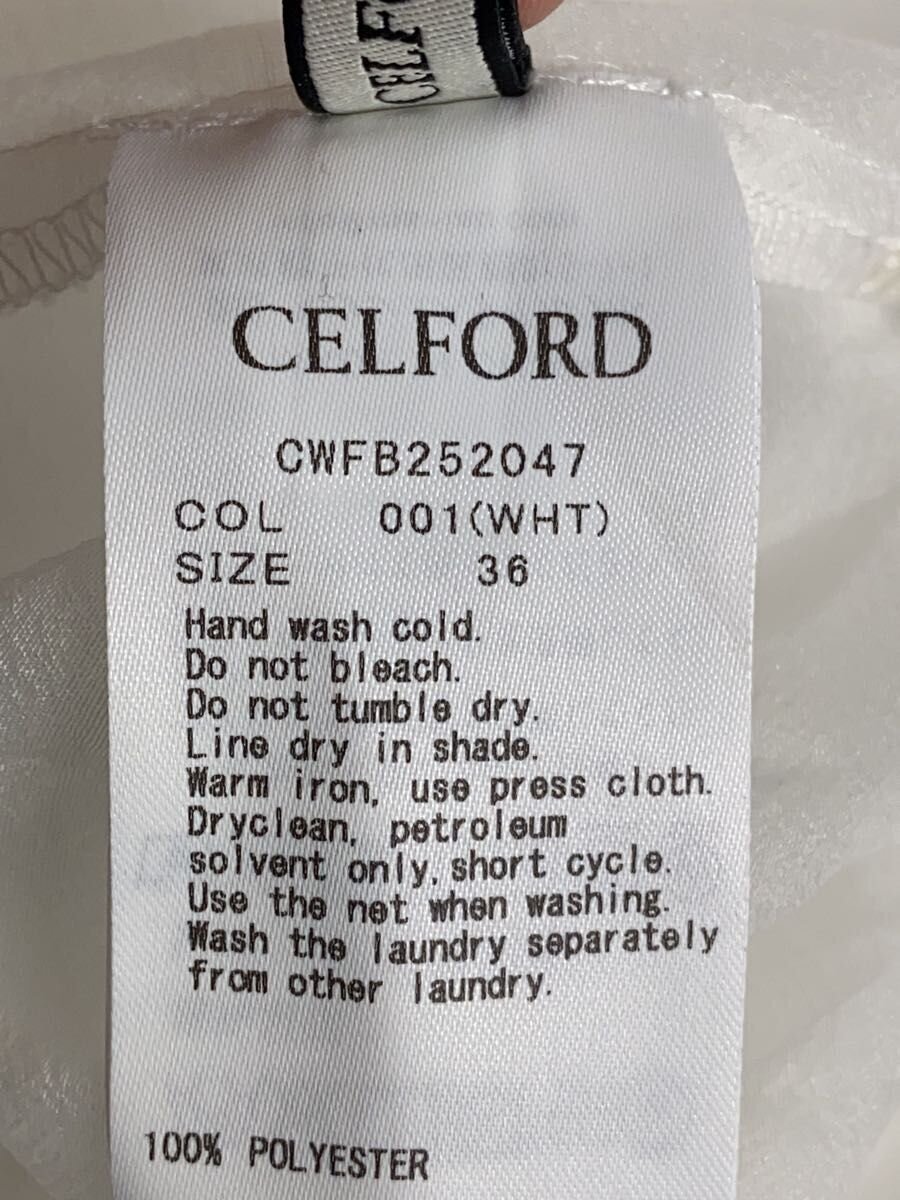 CELFO
CELFORD
CWFB252047
COL 001(WHT)
SIZE 36
Hand wash cold.
Do not bleach.
Do not tumble dry.
Line dry in shade.
Warm iron, use press cloth.
Dryclean, petroleum
solvent only, short cycle.
Use the net when washing.
Wash the laundry separately
from other laundry.
100% POLYESTER